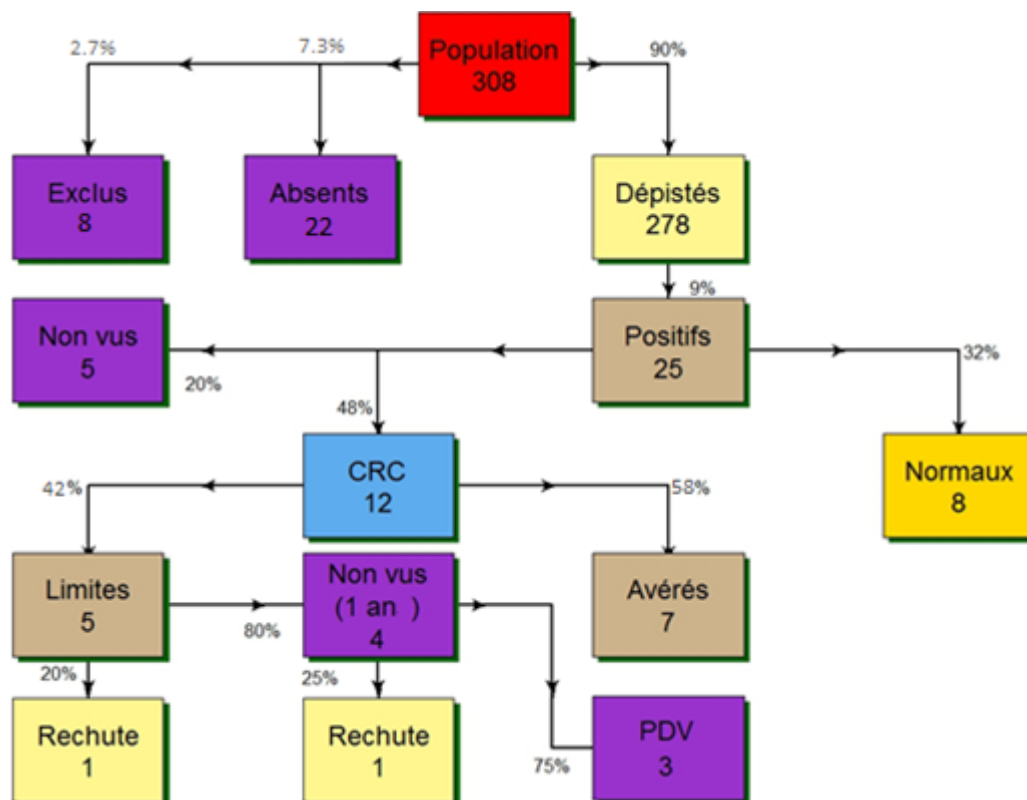 2.7%
7.3%
Population
308
90%
Exclus
8
Absents
22
Dépistés
278
9%
Non vus
5
20%
48%
Positifs
25
32%
CRC
12
42%
58%
Normaux
8
Limites
5
80%
Non vus
(1 an )
4
Avérés
7
20%
25%
Rechute
1
Rechute
1
75%
PDV
3